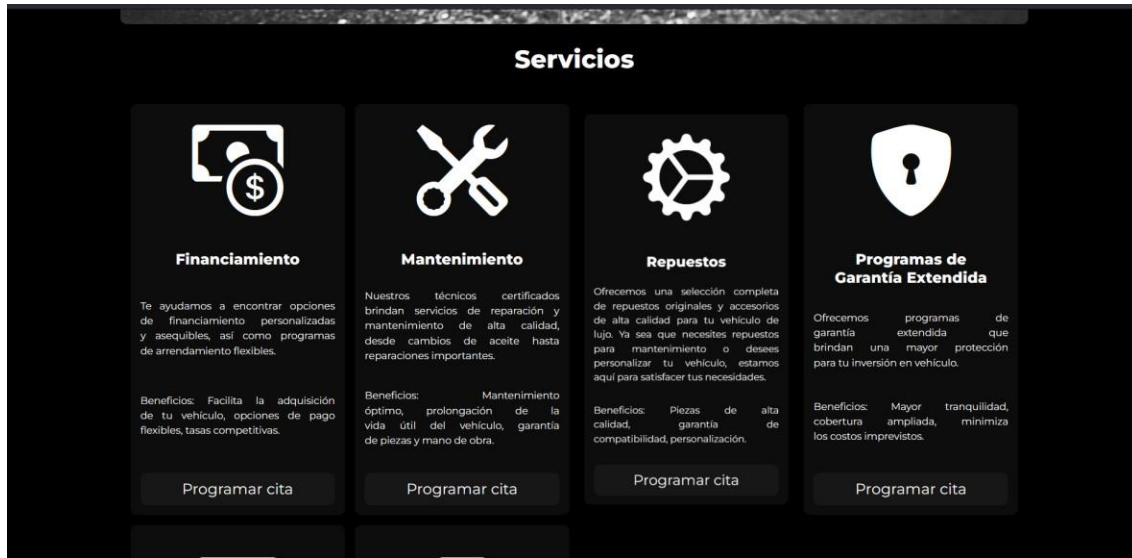 Servicios
$
Financiamiento
Te ayudamos a encontrar opciones
de financiamiento personalizadas
y asequibles, así como programas
de arrendamiento flexibles.
Beneficios: Facilita la adquisición
de tu vehículo, opciones de pago
flexibles, tasas competitivas.
Programar cita
Mantenimiento
Nuestros técnicos certificados
brindan servicios de reparación y
mantenimiento de alta calidad,
desde cambios de aceite hasta
reparaciones importantes.
Beneficios: Mantenimiento
óptimo, prolongación de la
vida útil del vehículo, garantía
de piezas y mano de obra.
Programar cita
Repuestos
Ofrecemos una selección completa
de repuestos originales y accesorios
de alta calidad para tu vehículo de
lujo. Ya sea que necesites repuestos
para mantenimiento o desees
personalizar tu vehículo, estamos
aquí para satisfacer tus necesidades.
Beneficios: Piezas de alta
calidad, garantía de
compatibilidad, personalización.
Programar cita
Programas de
Garantía Extendida
Ofrecemos programas de
garantía extendida que
brindan una mayor protección
para tu inversión en vehículo.
Beneficios: Mayor tranquilidad,
cobertura ampliada, minimiza
los costos imprevistos.
Programar cita